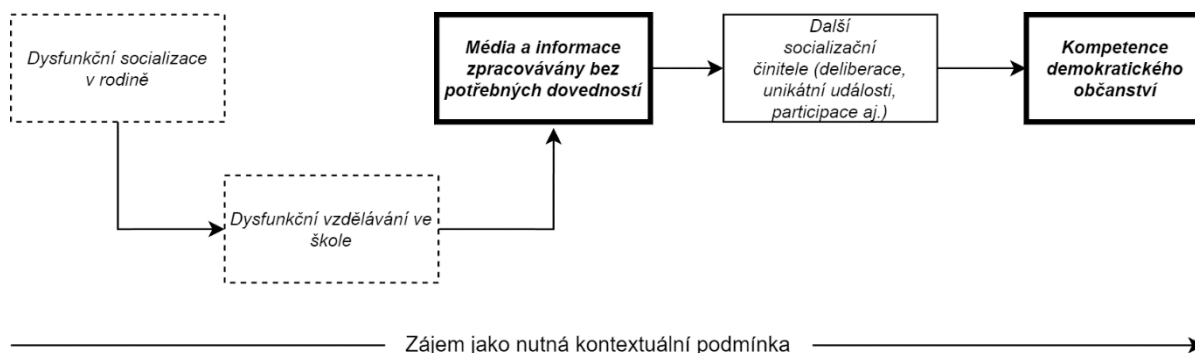 Dysfunkční socializace
v rodině
Dysfunkční vzdělávání ve
škole
Média a informace
zpracovávány bez
potřebných dovedností
Další
socializační
činitele (deliberace,
unikátní události,
participace aj.)
Kompetence
demokratického
občanství
Zájem jako nutná kontextuální podmínka